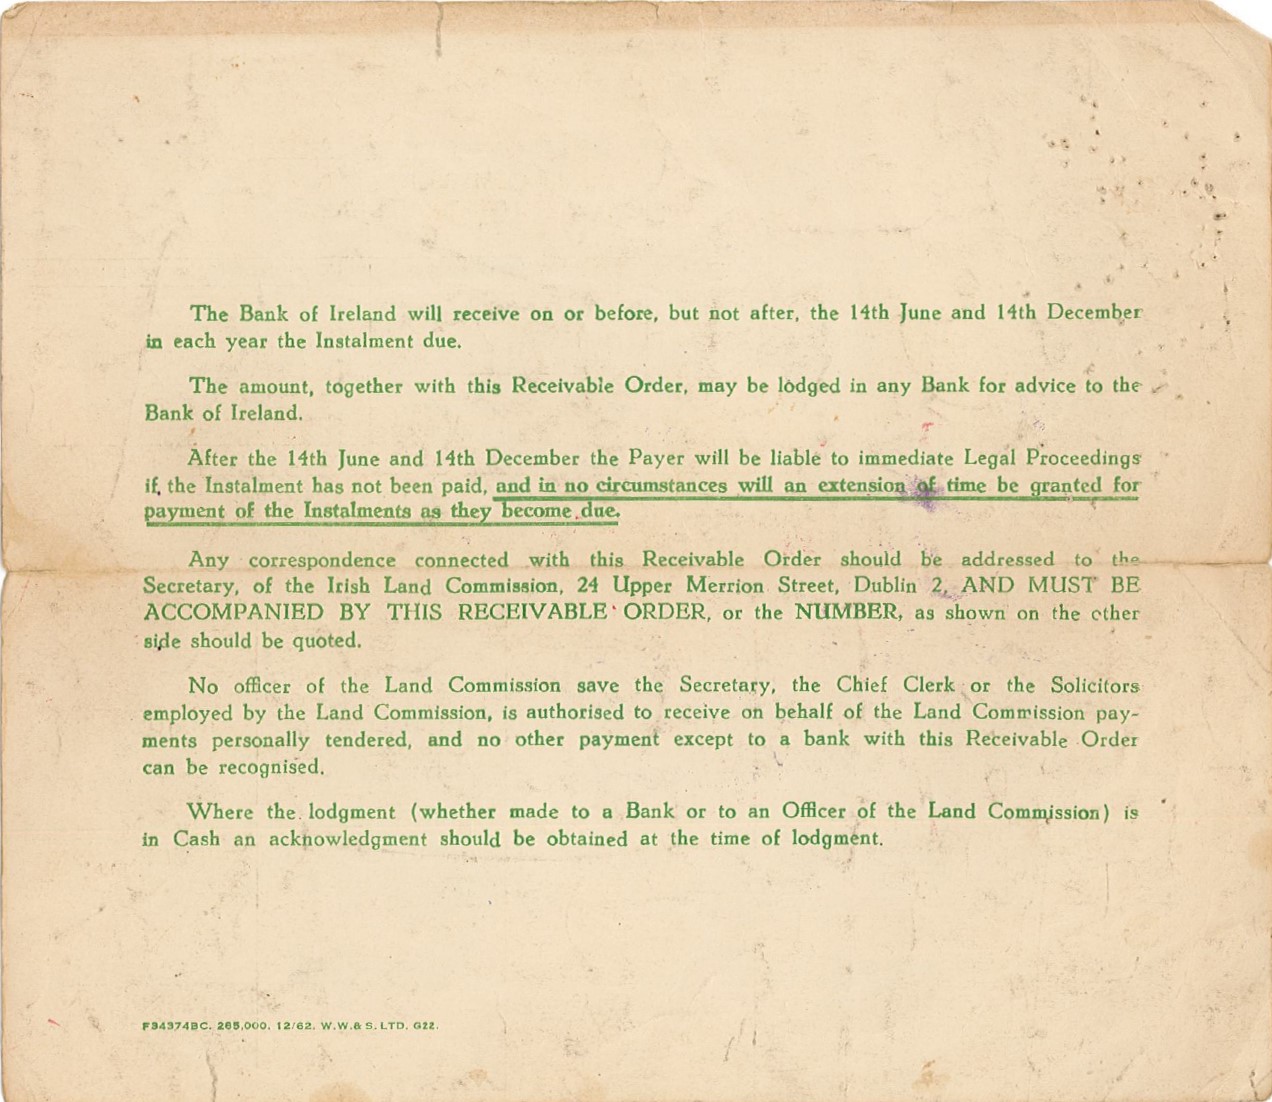 The Bank of Ireland will receive on or before, but not after, the 14th June and 14th December
in each year the Instalment due.
The amount, together with this Receivable Order, may be lodged in any Bank for advice to the
Bank of Ireland.
After the 14th June and 14th December the Payer will be liable to immediate Legal Proceedings
if the Instalment has not been paid, and in no circumstances will an extension of time be granted for
payment of the Instalments as they become due.
Any correspondence connected with this Receivable Order should be addressed to the
Secretary, of the Irish Land Commission, 24 Upper Merrion Street, Dublin 2, AND MUST BE
ACCOMPANIED BY THIS RECEIVABLE ORDER, or the NUMBER, as shown on the other
side should be quoted.
No officer of the Land Commission save the Secretary, the Chief Clerk or the Solicitors
employed by the Land Commission, is authorised to receive on behalf of the Land Commission pay-
ments personally tendered, and no other payment except to a bank with this Receivable Order
can be recognised.
Where the lodgment (whether made to a Bank or to an Officer of the Land Commission) is
in Cash an acknowledgment should be obtained at the time of lodgment.
F34374BC. 265,000. 12/62. W.W.& S. LTD. G22.